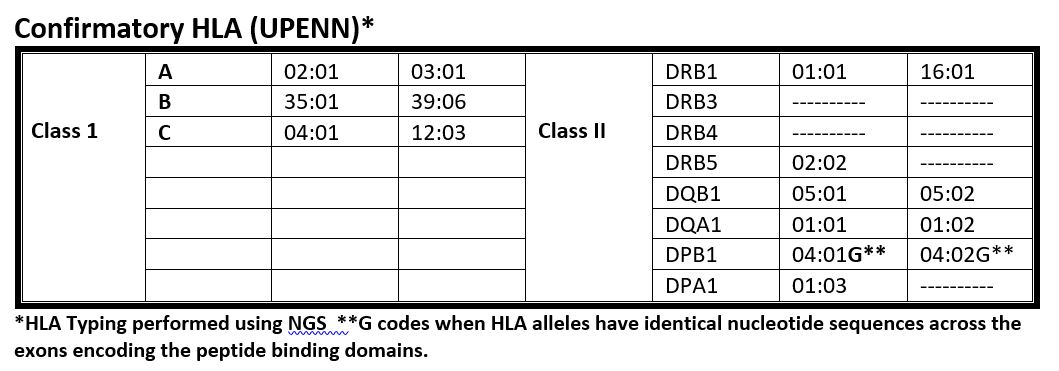 Confirmatory HLA (UPENN)*
A 02:01 03:01 DRB1 01:01 16:01
B 35:01 39:06 DRB3 ---------- ----------
Class 1 C 04:01 12:03 Class II DRB4 ---------- ----------
DRB5 02:02 ----------
DQB1 05:01 05:02
DQA1 01:01 01:02
DPB1 04:01G** 04:02G**
DPA1 01:03 ----------
*HLA Typing performed using NGS **G codes when HLA alleles have identical nucleotide sequences across the
exons encoding the peptide binding domains.